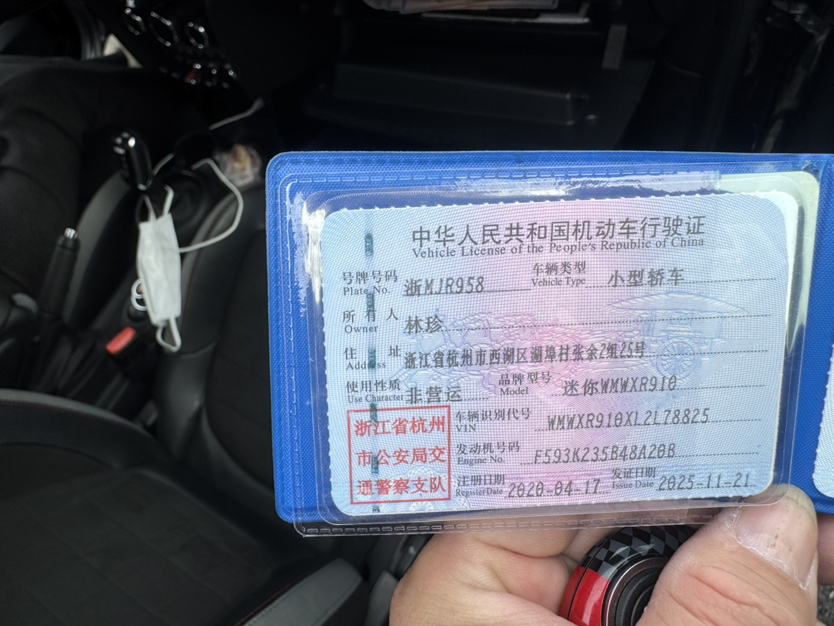 中华人民共和国机动车行驶证
Vehicle License of the People's Republic of China
号牌号码 Plate No. 浙MJR958 车辆类型 Vehicle Type 小型轿车
所有人 Owner 林珍
住址 Address 浙江省杭州市西湖区 村张余2组25号
使用性质 Use Character 非营运 品牌型号 Model 迷你WMWXR910
浙江省杭州市公安局交通警察支队
车辆识别代号 VIN WMWXR910XL2L78825
发动机号码 Engine No. F593K235B48A20B
注册日期 Register Date 2020-04-17 发证日期 Issue Date 2025-11-21